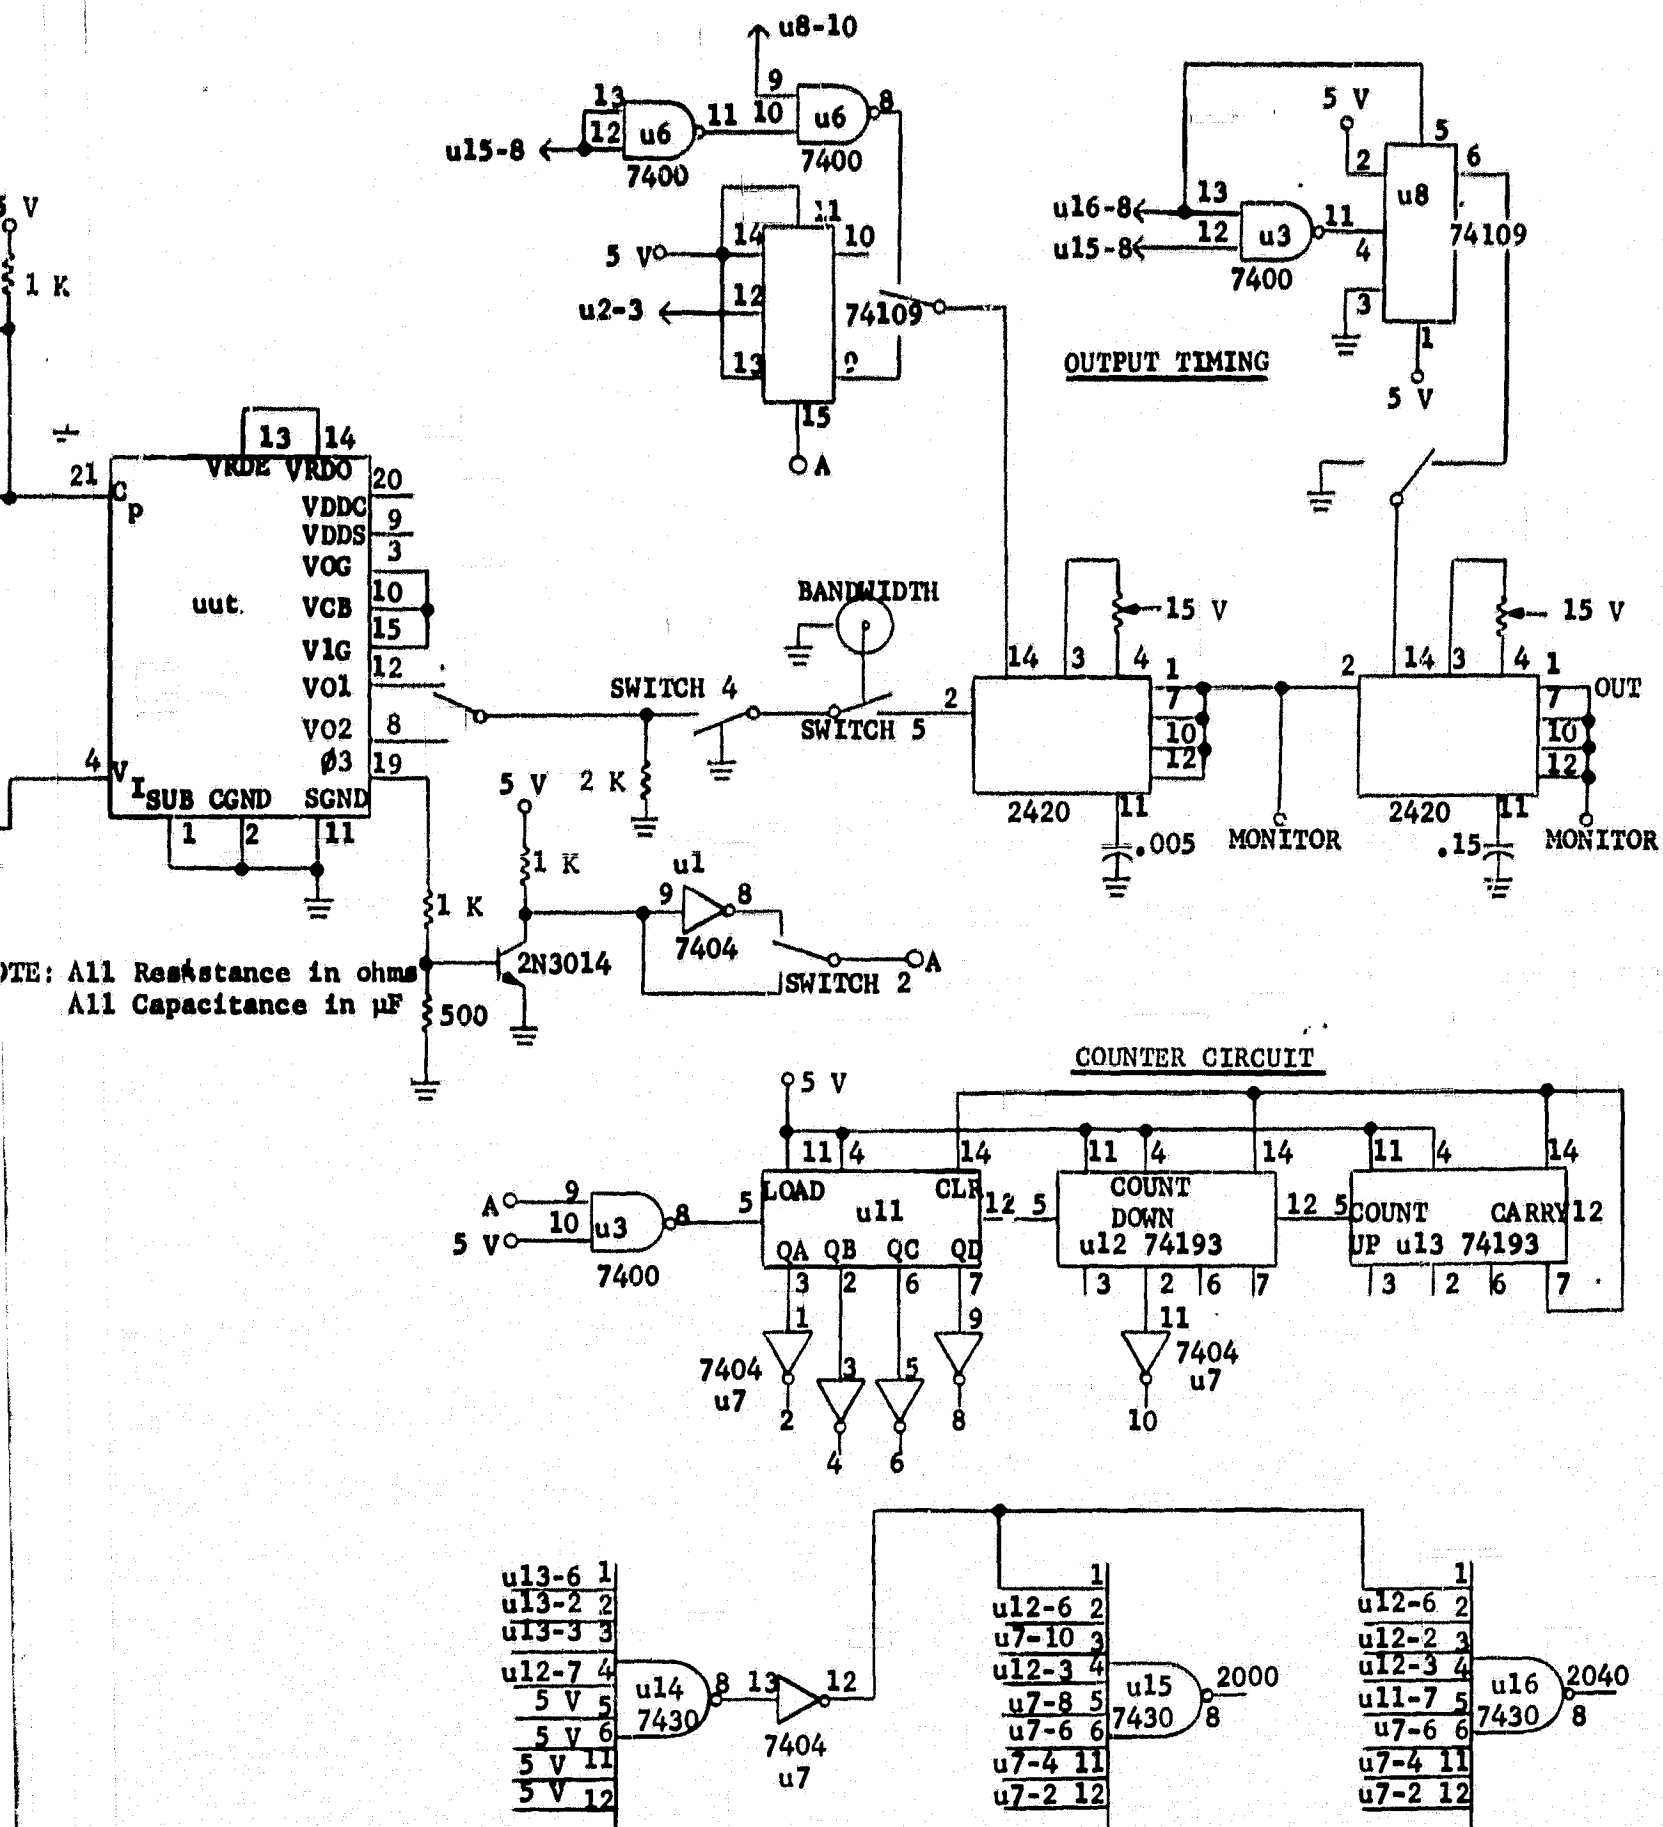 u8-10
13
12
u6
11
7400
9
10
u6
8
7400
u15-8
5 V
1 K
14
11
10
5 V
12
u2-3
13
9
74109
15
A
5 V
2
5
6
u8
74109
u16-8
13
u15-8
12
u3
11
4
7400
3
1
5 V
OUTPUT TIMING
13
14
VRDE
VRDO
21
C
p
20
VDDC
9
VDDS
3
VOG
10
uut
VCB
15
V1G
12
VO1
8
VO2
19
Ø3
4
V
I
SUB CGND SGND
1
2
11
BANDWIDTH
SWITCH 4
SWITCH 5
2
14
3
4
15 V
1
7
10
12
2420
11
.005
MONITOR
2
14
3
4
15 V
1
OUT
7
10
12
2420
11
.15
MONITOR
5 V
2 K
1 K
u1
9
8
7404
1 K
2N3014
A
SWITCH 2
500
OTE: All Resistance in ohms
All Capacitance in µF
COUNTER CIRCUIT
5 V
11
4
14
11
4
14
11
4
14
A
9
5 V
10
u3
8
7400
5
LOAD
CLR
u11
QA
QB
QC
QD
12
5
COUNT
DOWN
u12 74193
12
5
COUNT
CARRY
12
UP u13 74193
3
2
6
7
3
2
6
7
3
2
6
7
1
9
11
7404
u7
3
5
7404
u7
2
8
10
4
6
u13-6 1
u13-2 2
u13-3 3
u12-7 4
5 V 5
5 V 6
5 V 11
5 V 12
u14
7430
8
13
12
7404
u7
1
u12-6 2
u7-10 3
u12-3 4
u7-8 5
u7-6 6
u7-4 11
u7-2 12
u15
7430
2000
8
1
u12-6 2
u12-2 3
u12-3 4
u11-7 5
u7-6 6
u7-4 11
u7-2 12
u16
7430
2040
8